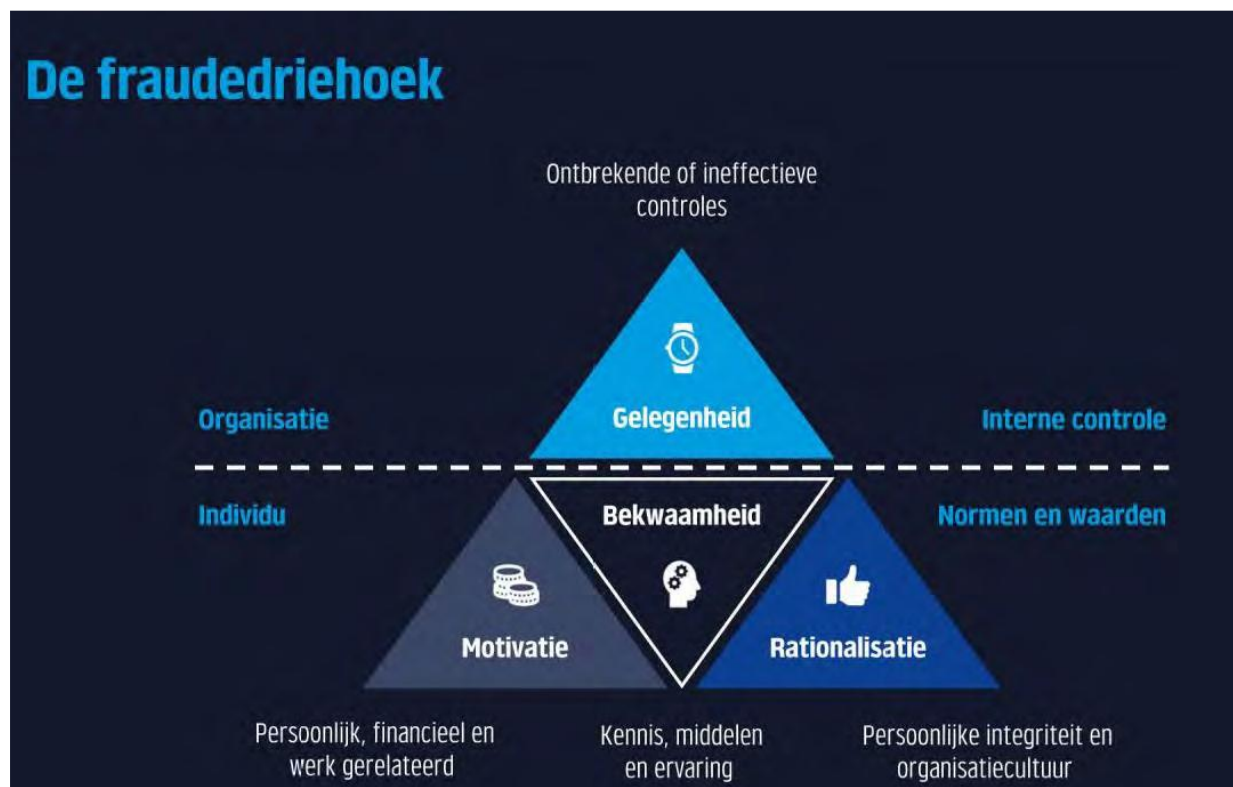 De fraudedriehoek
Ontbrekende of ineffectieve
controles
Gelegenheid
Organisatie
Interne controle
Individu
Bekwaamheid
Normen en waarden
Motivatie
Rationalisatie
Persoonlijk, financieel en
werk gerelateerd
Kennis, middelen
en ervaring
Persoonlijke integriteit en
organisatiecultuur